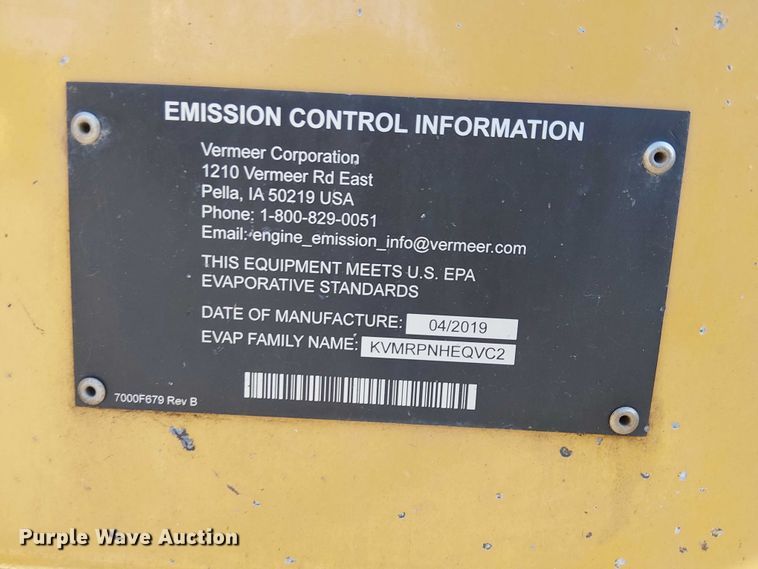 EMISSION CONTROL INFORMATION
Vermeer Corporation
1210 Vermeer Rd East
Pella, IA 50219 USA
Phone: 1-800-829-0051
Email: engine_emission_info@vermeer.com
THIS EQUIPMENT MEETS U.S. EPA
EVAPORATIVE STANDARDS
DATE OF MANUFACTURE: 04/2019
EVAP FAMILY NAME: KVMRPNHEQVC2
7000F679 Rev B
Purple Wave Auction